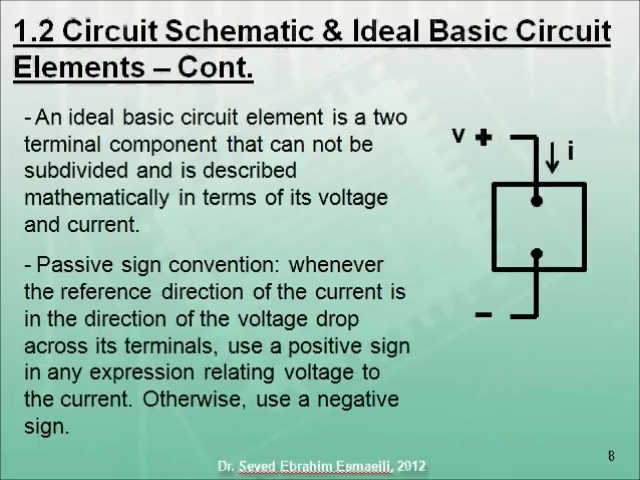 1.2 Circuit Schematic & Ideal Basic Circuit
Elements – Cont.
- An ideal basic circuit element is a two
terminal component that can not be
subdivided and is described
mathematically in terms of its voltage
and current.
v +
i
- Passive sign convention: whenever
the reference direction of the current is
in the direction of the voltage drop
across its terminals, use a positive sign
in any expression relating voltage to
the current. Otherwise, use a negative
sign.
–
8
Dr. Seyed Ebrahim Esmaeili, 2012